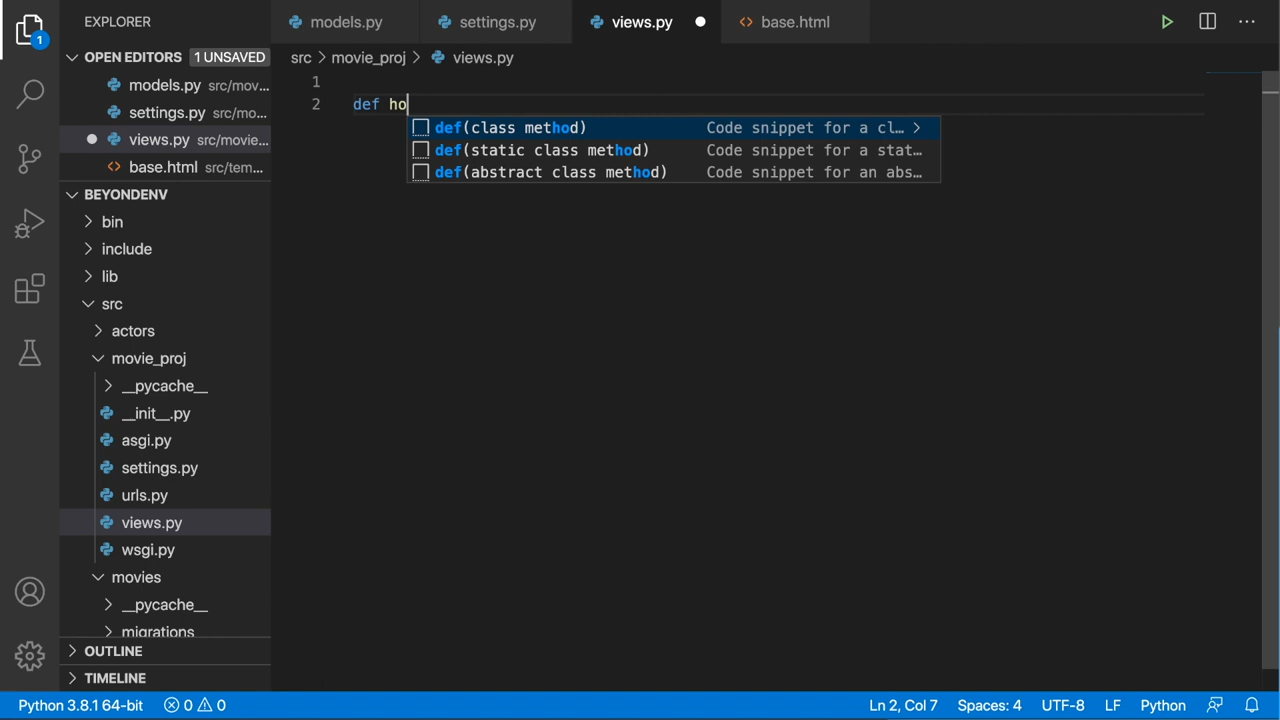 EXPLORER
models.py
settings.py
views.py
base.html
1
OPEN EDITORS 1 UNSAVED
models.py src/mov...
settings.py src/mo...
views.py src/movie...
base.html src/tem...
src > movie_proj > views.py
1
2 def ho
def(class method) Code snippet for a cl... >
def(static class method) Code snippet for a stat...
def(abstract class method) Code snippet for an abs...
BEYONDENV
bin
include
lib
src
actors
movie_proj
__pycache__
__init__.py
asgi.py
settings.py
urls.py
views.py
wsgi.py
movies
__pycache__
migrations
OUTLINE
TIMELINE
Python 3.8.1 64-bit 0 0 Ln 2, Col 7 Spaces: 4 UTF-8 LF Python